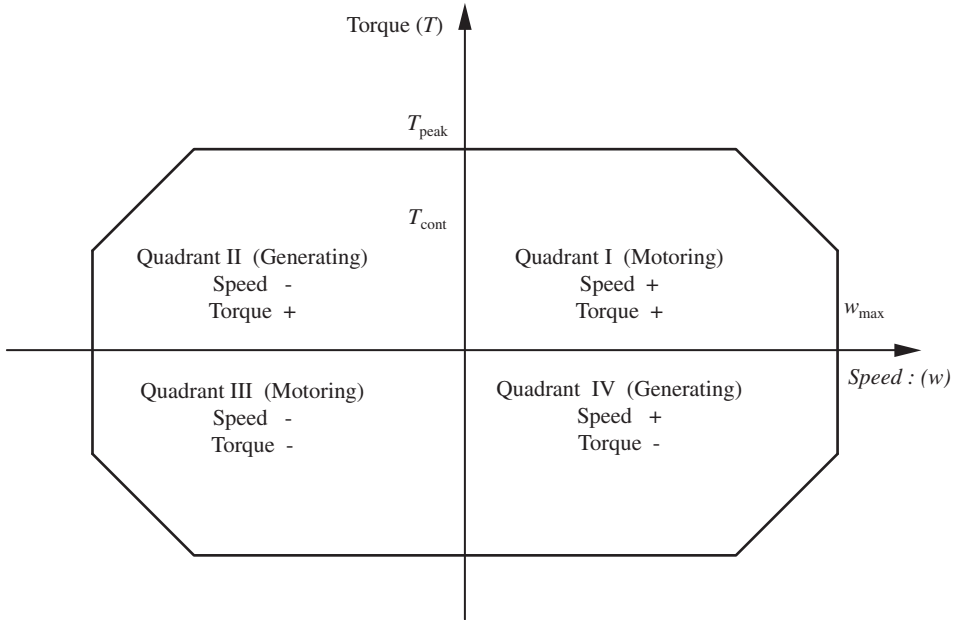 Torque (T)
T_peak
T_cont
Quadrant II (Generating)
Speed -
Torque +
Quadrant I (Motoring)
Speed +
Torque +
w_max
Speed : (w)
Quadrant III (Motoring)
Speed -
Torque -
Quadrant IV (Generating)
Speed +
Torque -